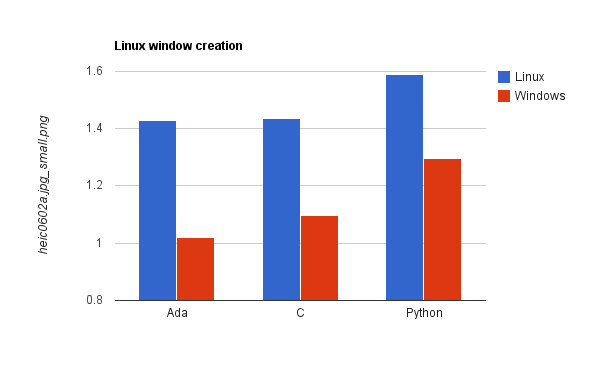 Linux window creation
heic0602a.jpg_small.png
1.6
1.4
1.2
1
0.8
Ada
C
Python
Linux
Windows